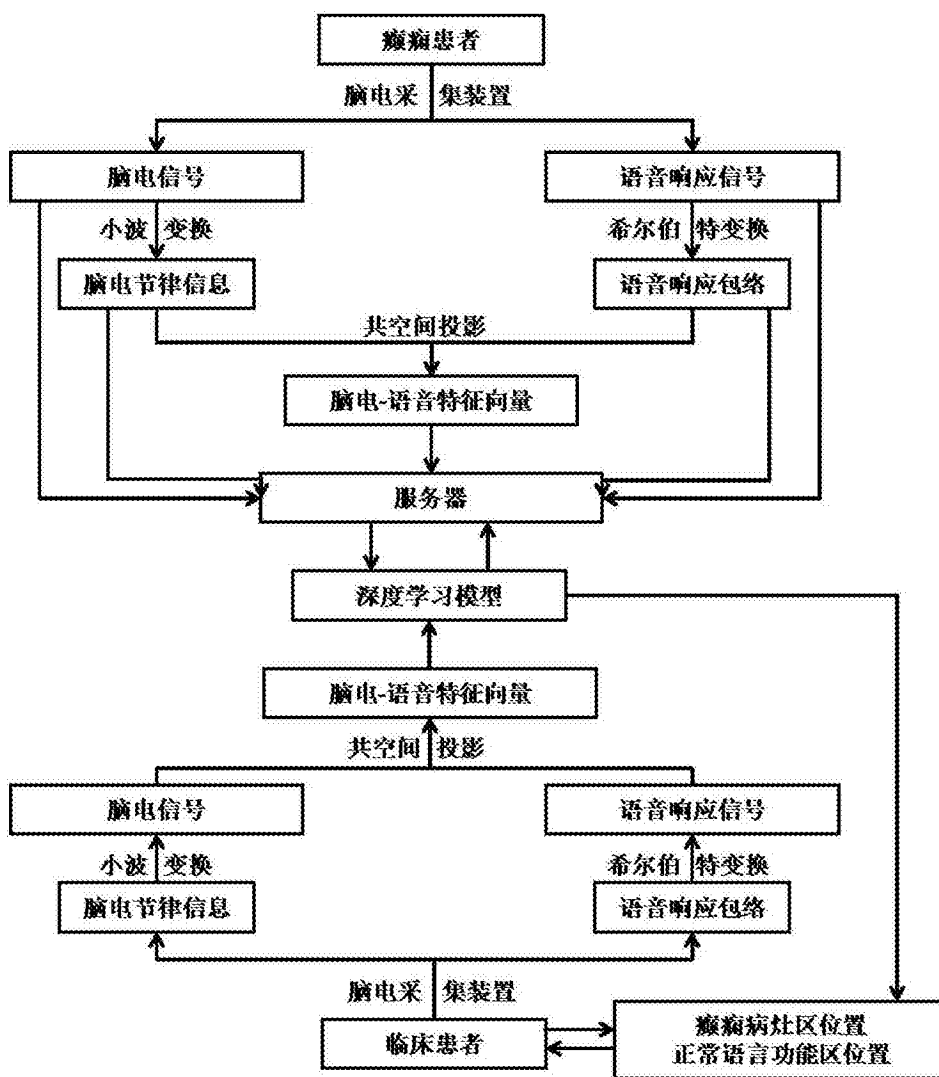 癫痫患者
脑电采 集装置
脑电信号 语音响应信号
小波 变换 希尔伯 特变换
脑电节律信息 语音响应包络
共空间投影
脑电-语音特征向量
服务器
深度学习模型
脑电-语音特征向量
共空间 投影
脑电信号 语音响应信号
小波 变换 希尔伯 特变换
脑电节律信息 语音响应包络
脑电采 集装置
临床患者
癫痫病灶区位置
正常语言功能区位置